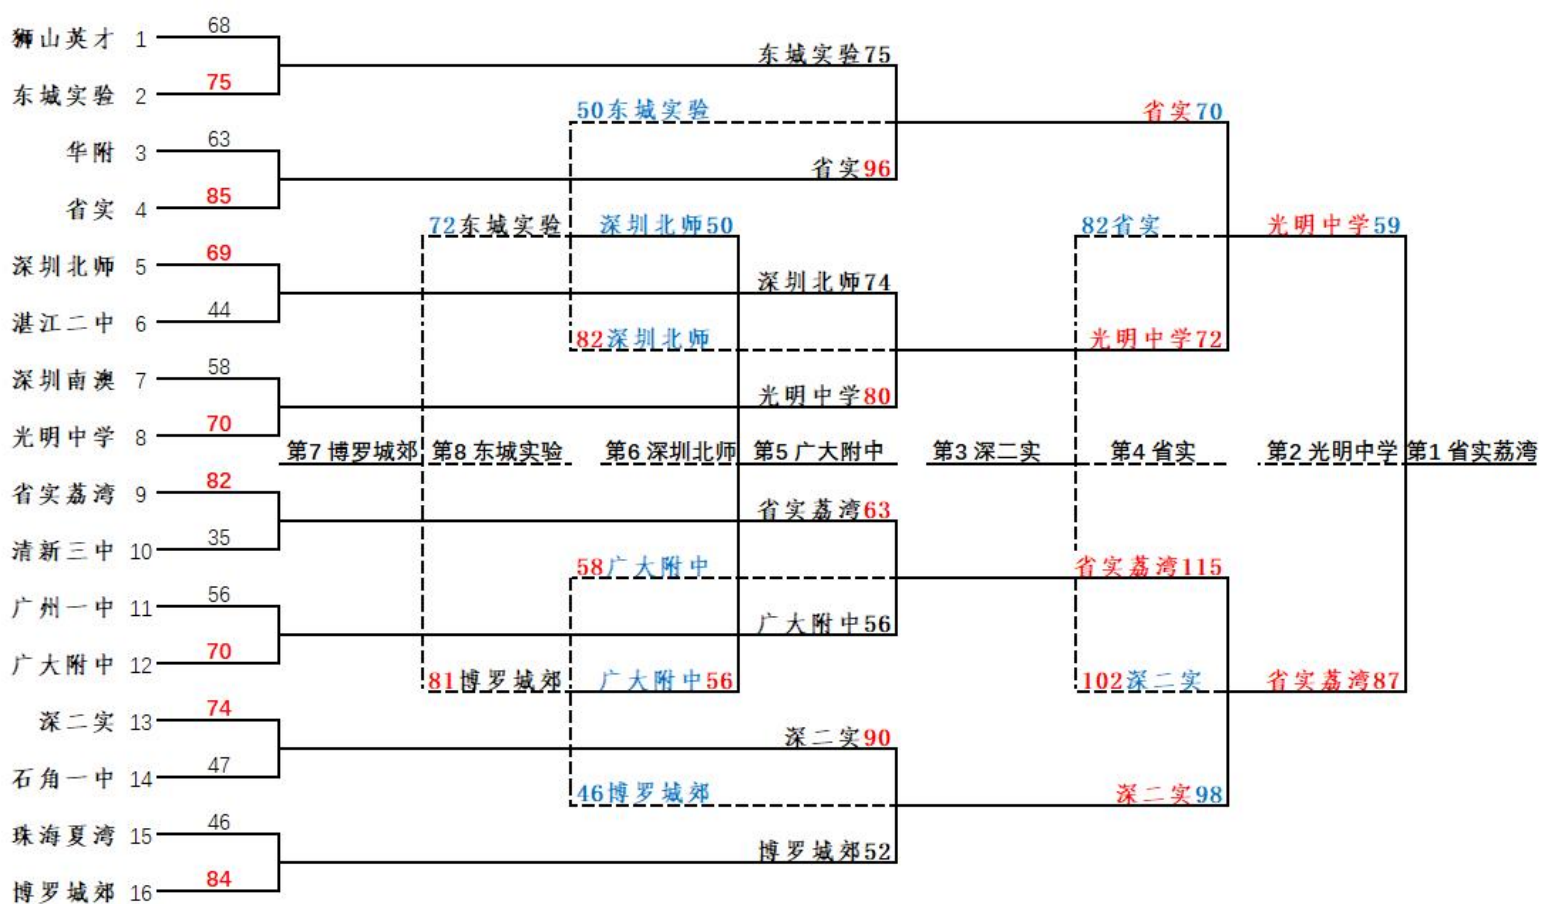 68
狮山英才 1
东城实验75
75
东城实验 2
50东城实验
省实70
63
华附 3
省实96
85
省实 4
72东城实验
深圳北师50
82省实
光明中学59
69
深圳北师 5
深圳北师74
44
湛江二中 6
82深圳北师
光明中学72
58
深圳南澳 7
光明中学80
70
光明中学 8
第7 博罗城郊
第8 东城实验
第6 深圳北师
第5 广大附中
第3 深二实
第4 省实
第2 光明中学
第1 省实荔湾
82
省实荔湾 9
省实荔湾63
35
清新三中 10
58广大附中
省实荔湾115
56
广州一中 11
广大附中56
70
广大附中 12
81博罗城郊
广大附中56
102深二实
省实荔湾87
74
深二实 13
深二实90
47
石角一中 14
46博罗城郊
深二实98
46
珠海夏湾 15
博罗城郊52
84
博罗城郊 16